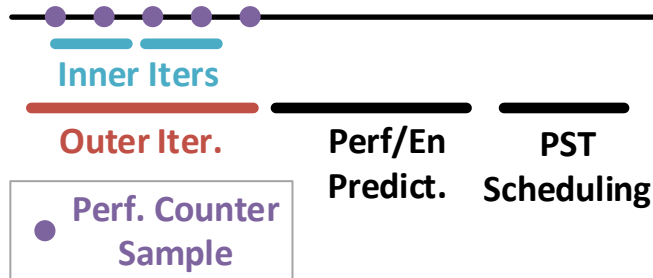 Inner Iters
Outer Iter.
Perf/En
Predict.
PST
Scheduling
Perf. Counter
Sample